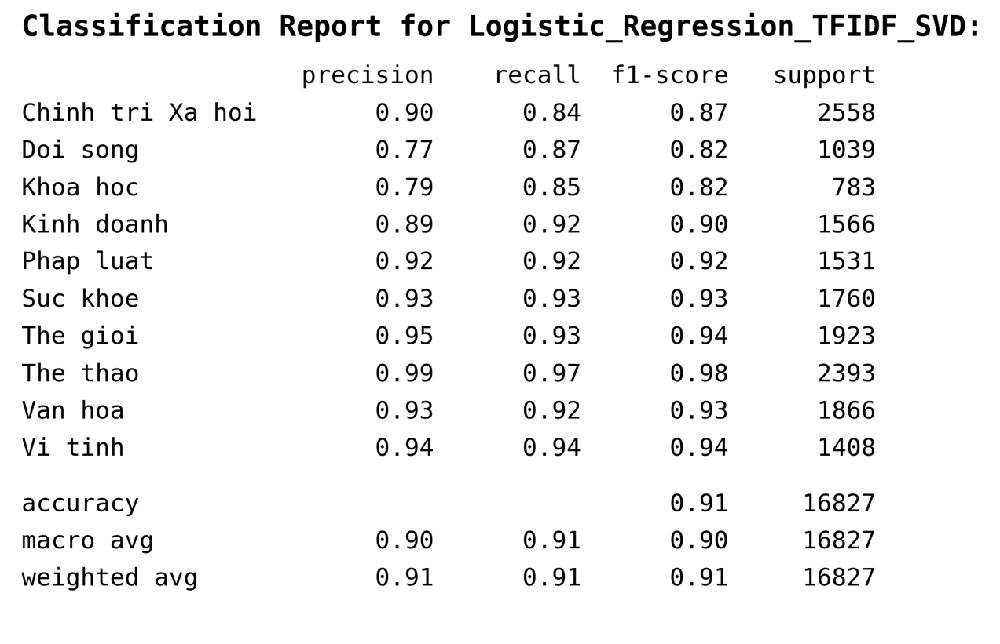 Classification Report for Logistic_Regression_TFIDF_SVD:
precision recall f1-score support
Chinh tri Xa hoi 0.90 0.84 0.87 2558
Doi song 0.77 0.87 0.82 1039
Khoa hoc 0.79 0.85 0.82 783
Kinh doanh 0.89 0.92 0.90 1566
Phap luat 0.92 0.92 0.92 1531
Suc khoe 0.93 0.93 0.93 1760
The gioi 0.95 0.93 0.94 1923
The thao 0.99 0.97 0.98 2393
Van hoa 0.93 0.92 0.93 1866
Vi tinh 0.94 0.94 0.94 1408
accuracy 0.91 16827
macro avg 0.90 0.91 0.90 16827
weighted avg 0.91 0.91 0.91 16827